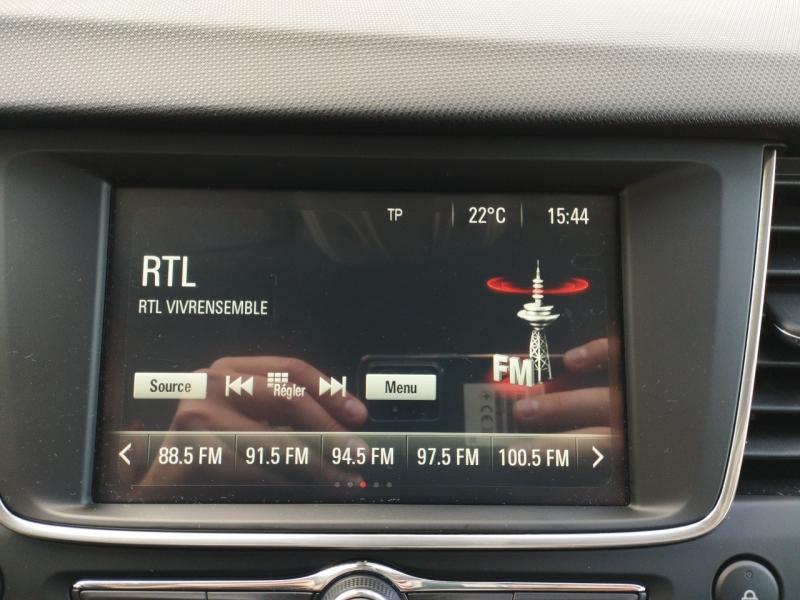 TP 22°C 15:44
RTL
RTL VIVRENSEMBLE
FM
Source Régler Menu
88.5 FM 91.5 FM 94.5 FM 97.5 FM 100.5 FM